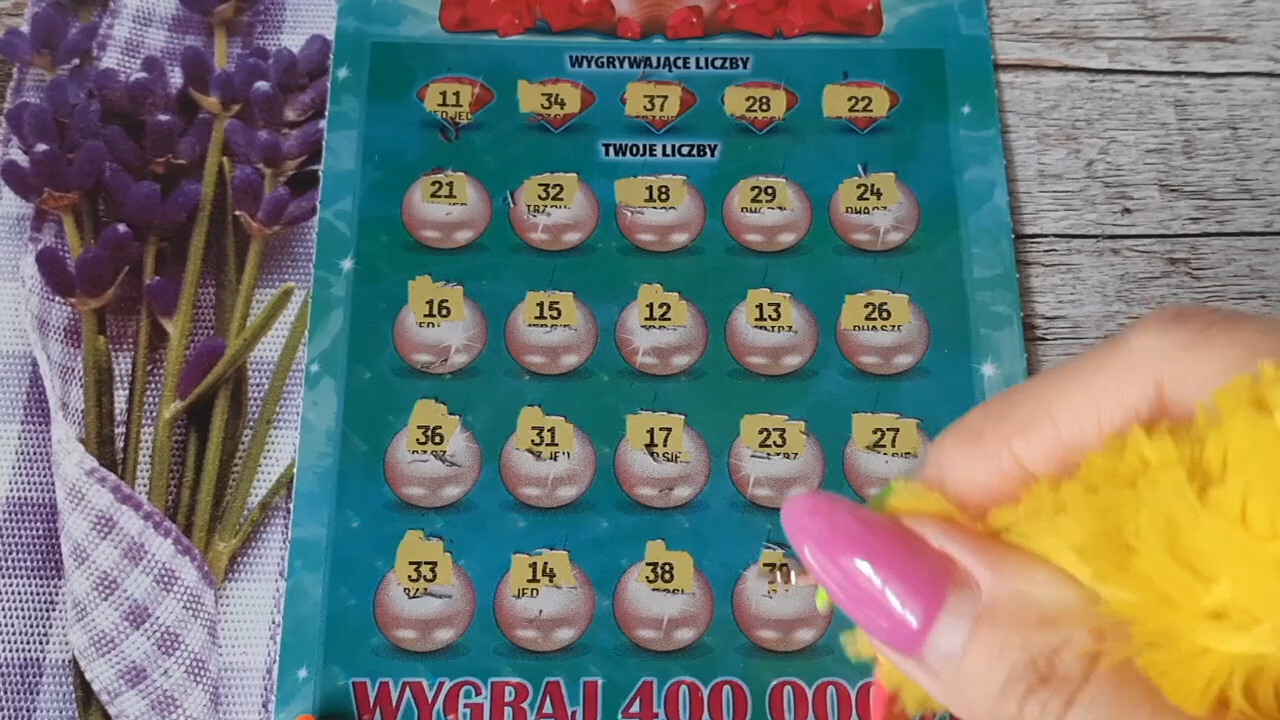 WYGRYWAJĄCE LICZBY
11 34 37 28 22
TWOJE LICZBY
21 32 18 29 24
16 15 12 13 26
36 31 17 23 27
33 14 38
WYGRAJ 400 000